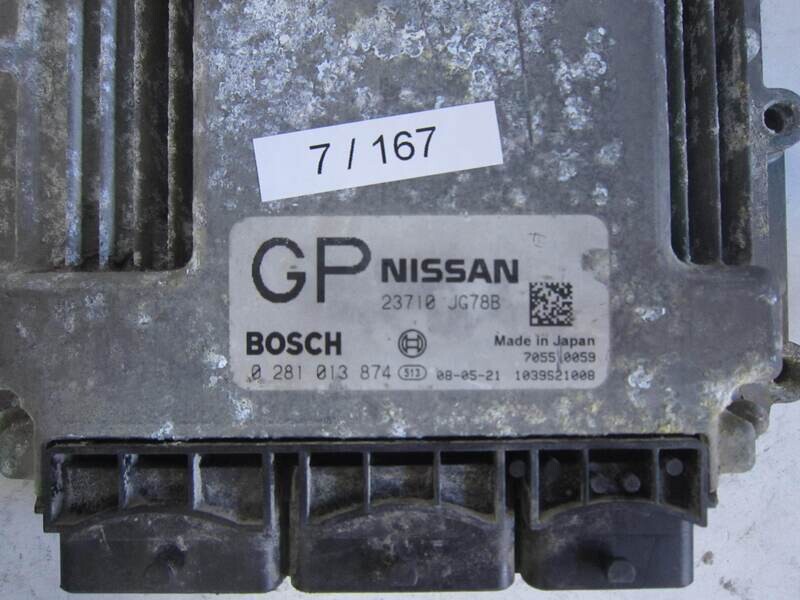 7 / 167
GP NISSAN
23710 JG78B
BOSCH
Made in Japan
7055 0059
0 281 013 874 513 08-05-21 1039S21008